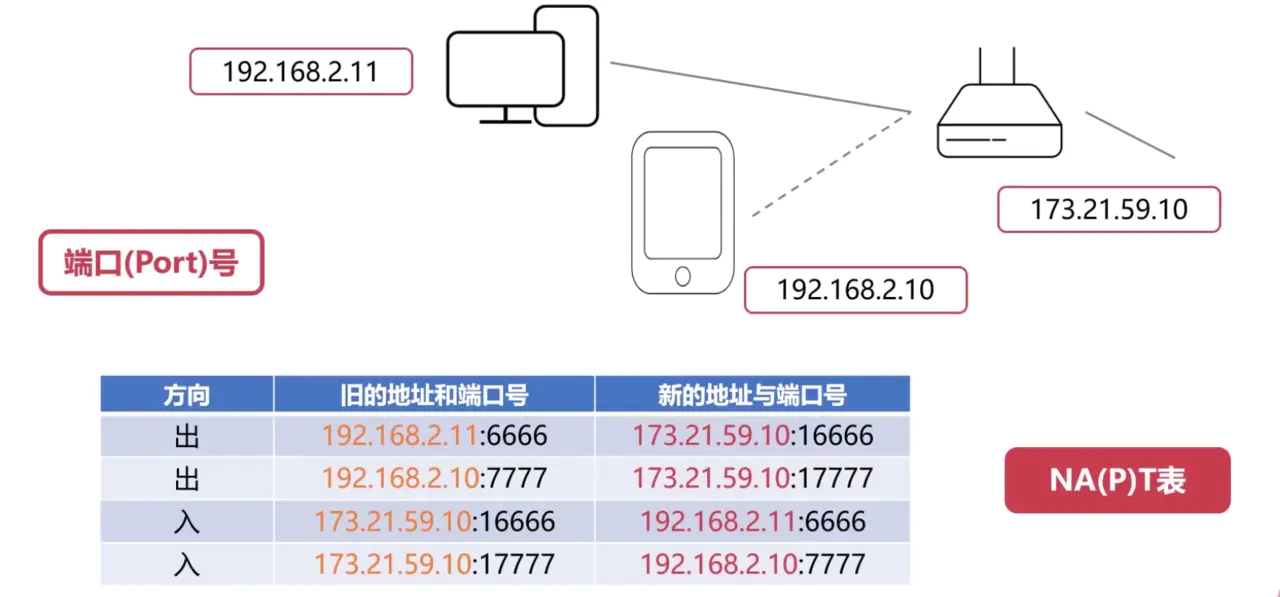 192.168.2.11
173.21.59.10
端口(Port)号
192.168.2.10
方向 旧的地址和端口号 新的地址与端口号
出 192.168.2.11:6666 173.21.59.10:16666
出 192.168.2.10:7777 173.21.59.10:17777
入 173.21.59.10:16666 192.168.2.11:6666
入 173.21.59.10:17777 192.168.2.10:7777
NA(P)T表